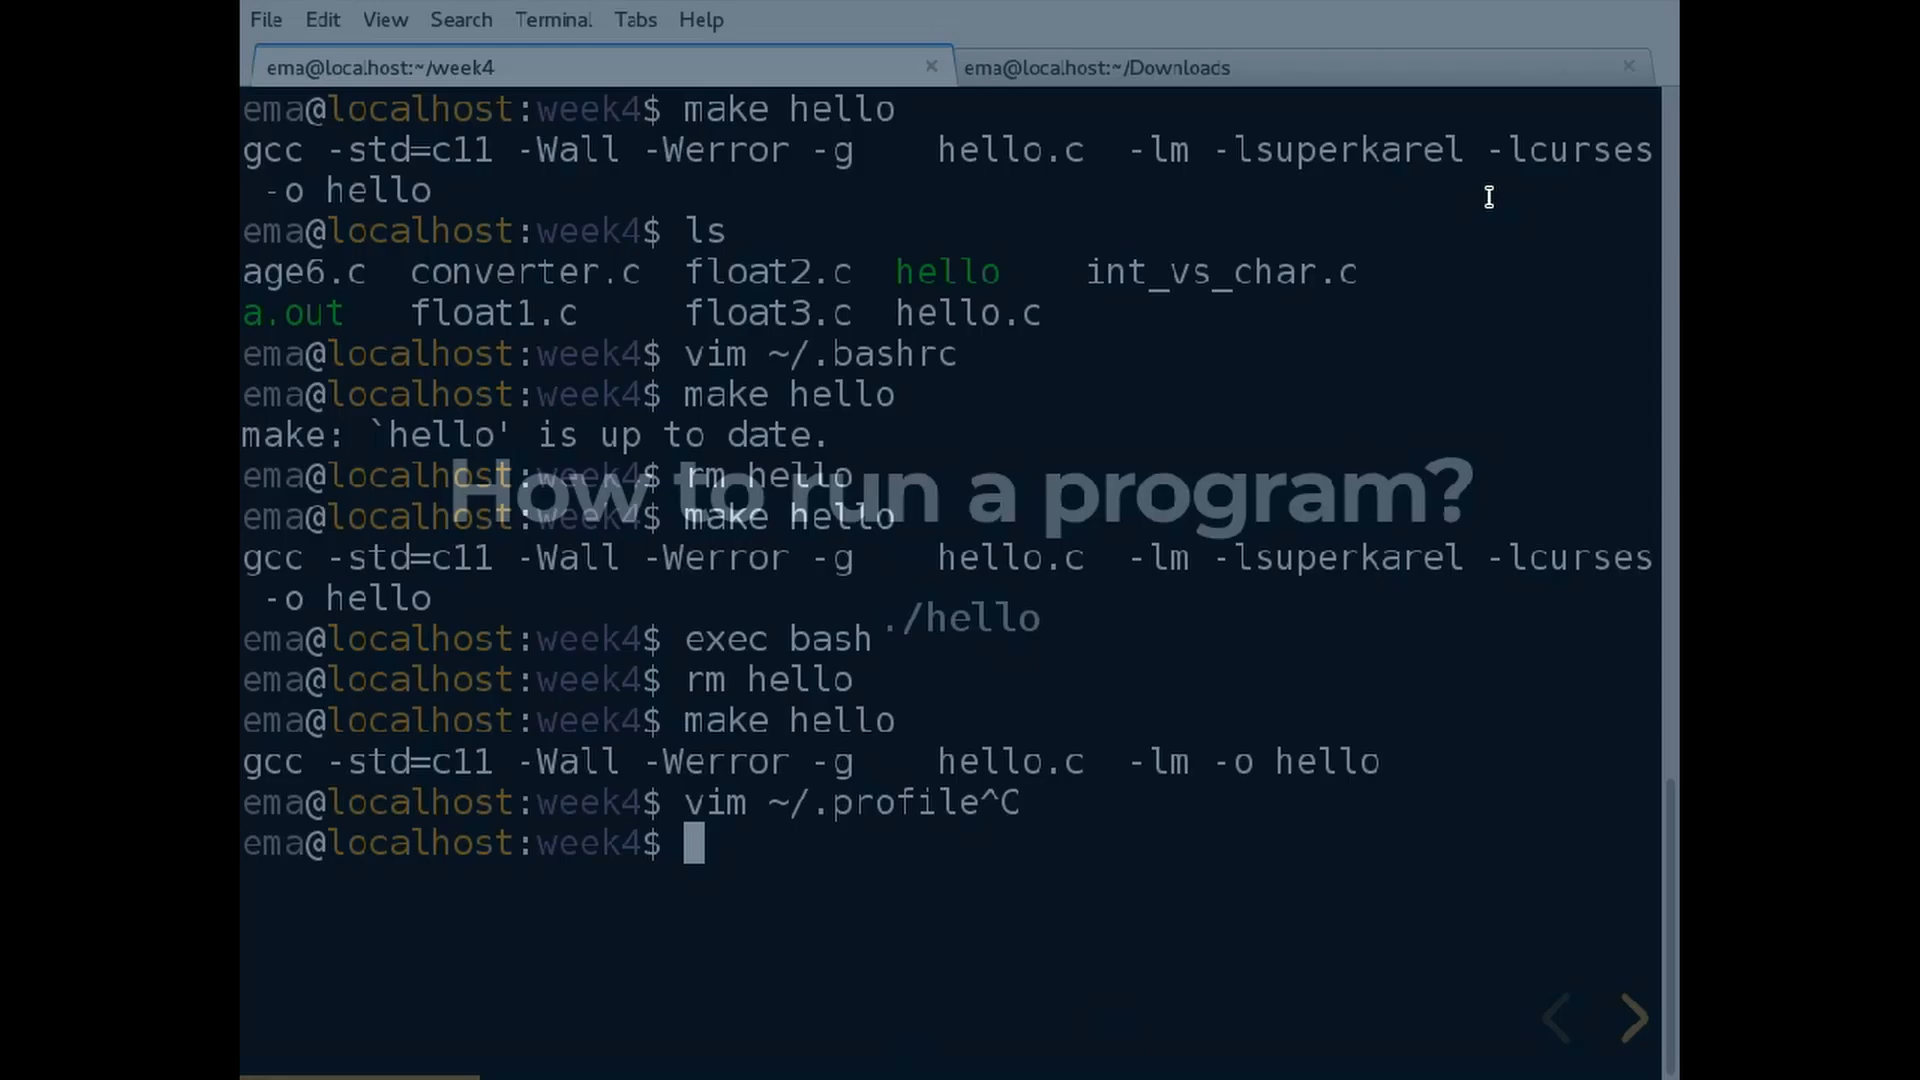 File Edit View Search Terminal Tabs Help
ema@localhost:~/week4 × ema@localhost:~/Downloads ×
ema@localhost:week4$ make hello
gcc -std=c11 -Wall -Werror -g    hello.c  -lm -lsuperkarel -lcurses
 -o hello
ema@localhost:week4$ ls
age6.c  converter.c  float2.c  hello    int_vs_char.c
a.out   float1.c     float3.c  hello.c
ema@localhost:week4$ vim ~/.bashrc
ema@localhost:week4$ make hello
make: `hello' is up to date.
ema@localhost:week4$ rm hello
How to run a program?
ema@localhost:week4$ make hello
gcc -std=c11 -Wall -Werror -g    hello.c  -lm -lsuperkarel -lcurses
 -o hello
./hello
ema@localhost:week4$ exec bash
ema@localhost:week4$ rm hello
ema@localhost:week4$ make hello
gcc -std=c11 -Wall -Werror -g    hello.c  -lm -o hello
ema@localhost:week4$ vim ~/.profile^C
ema@localhost:week4$